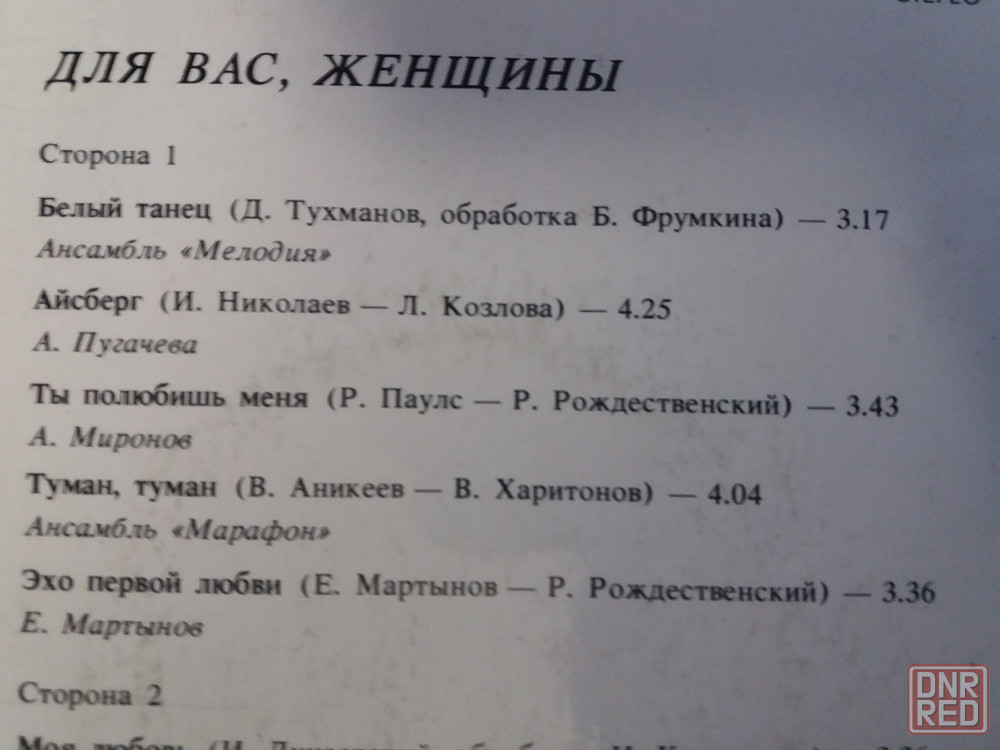 ДЛЯ ВАС, ЖЕНЩИНЫ
Сторона 1
Белый танец (Д. Тухманов, обработка Б. Фрумкина) — 3.17
Ансамбль «Мелодия»
Айсберг (И. Николаев — Л. Козлова) — 4.25
А. Пугачева
Ты полюбишь меня (Р. Паулс — Р. Рождественский) — 3.43
А. Миронов
Туман, туман (В. Аникеев — В. Харитонов) — 4.04
Ансамбль «Марафон»
Эхо первой любви (Е. Мартынов — Р. Рождественский) — 3.36
Е. Мартынов
Сторона 2
Моя любовь (И.
DNR
RED